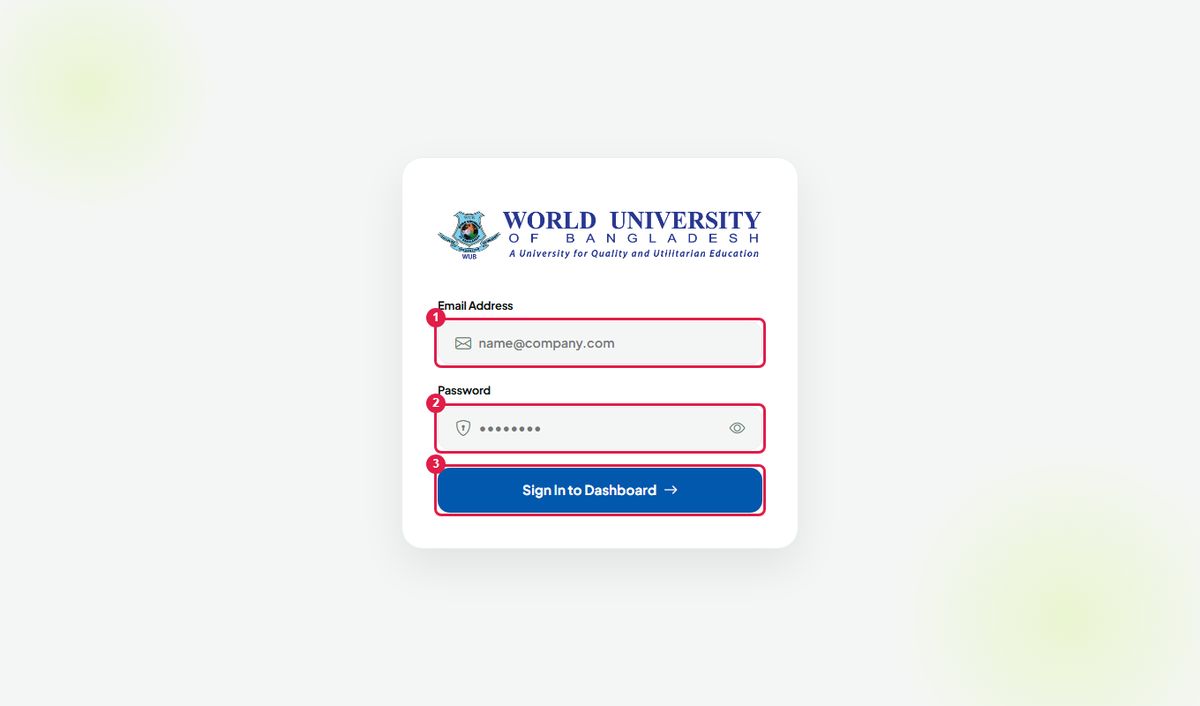 WORLD UNIVERSITY
OF BANGLADESH
A University for Quality and Utilitarian Education
WUB
Email Address
1
name@company.com
Password
2
••••••••
3
Sign In to Dashboard →